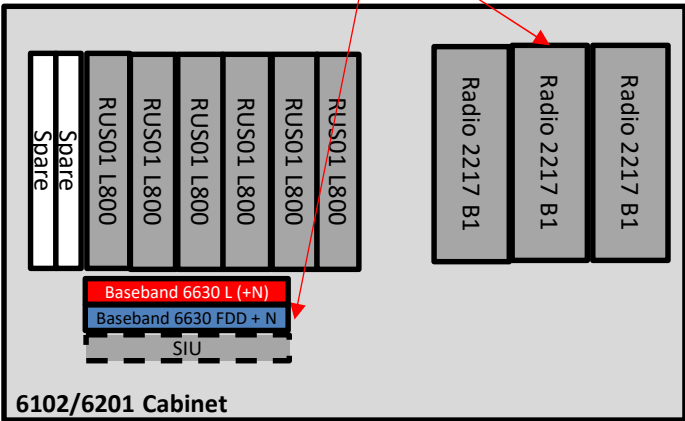 Spare
Spare
RUS01 L800
RUS01 L800
RUS01 L800
RUS01 L800
RUS01 L800
RUS01 L800
Radio 2217 B1
Radio 2217 B1
Radio 2217 B1
Baseband 6630 L (+N)
Baseband 6630 FDD + N
SIU
6102/6201 Cabinet